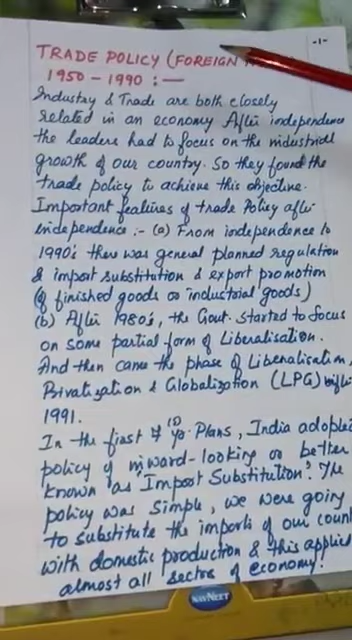 -1-
TRADE POLICY (FOREIGN
1950 - 1990 : —
Industry & Trade are both closely
related in an economy After independence
the leaders had to focus on the industrial
growth of our country. So they found the
trade policy to achieve this objective.
Important features of trade Policy after
independence :- (a) From independence to
1990's there was general planned regulation
& import substitution & export promotion
(of finished goods or industrial goods)
(b) After 1980's, the Govt. started to focus
on some partial form of Liberalisation.
And then came the phase of Liberalisation,
Privatization & Globalization (LPG)
1991.
In the first 7 yr. Plans, India adopted
policy of inward-looking or better
known as 'Import Substitution'. The
policy was simple, we were going
to substitute the imports of our
with domestic production & this applied
almost all sector of economy.
NAVNEET